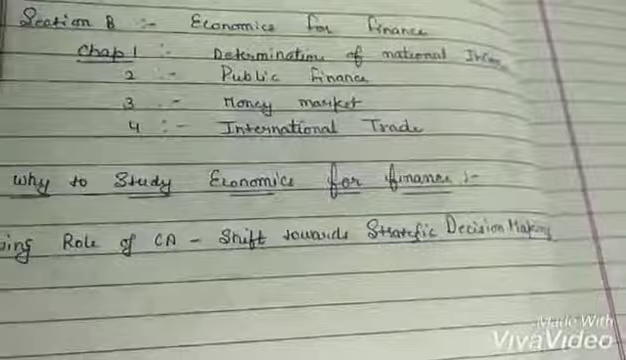 Section B :- Economics for finance
Chap 1 :- Determination of national
2 :- Public finance
3 :- Money market
4 :- International Trade
Why to Study Economics for finance :-
Role of CA - Shift towards Strategic Decision Making
Made With
VivaVideo